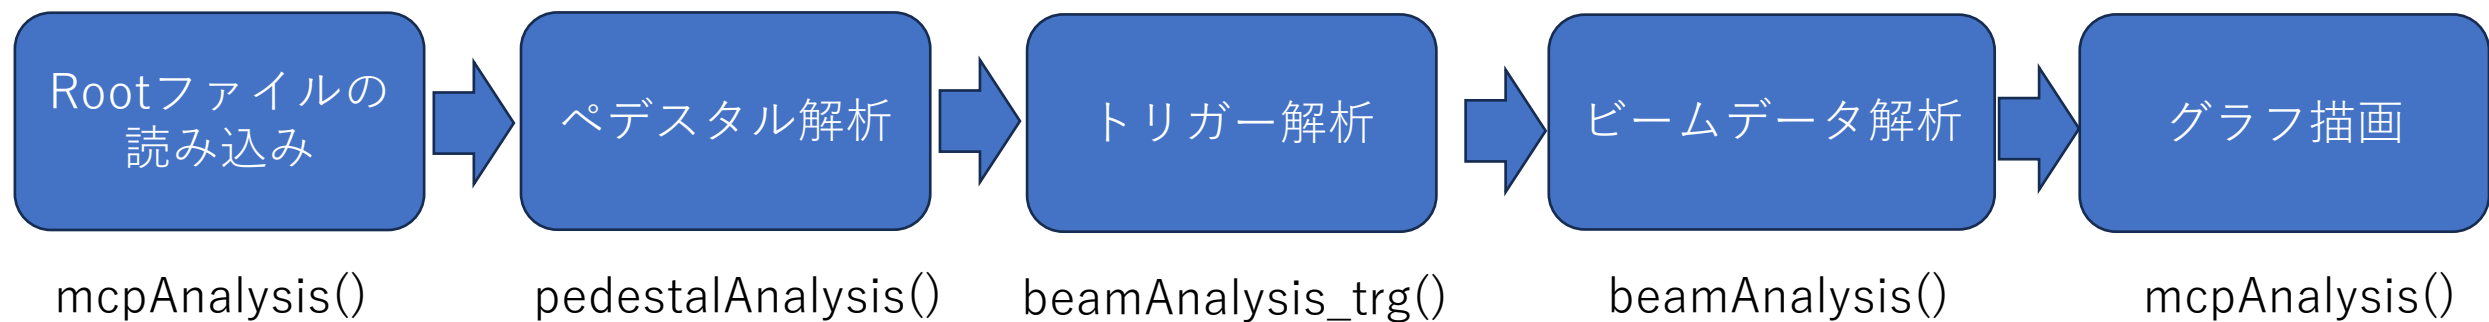 Rootファイルの
読み込み
ペデスタル解析
トリガー解析
ビームデータ解析
グラフ描画
mcpAnalysis()
pedestalAnalysis()
beamAnalysis_trg()
beamAnalysis()
mcpAnalysis()